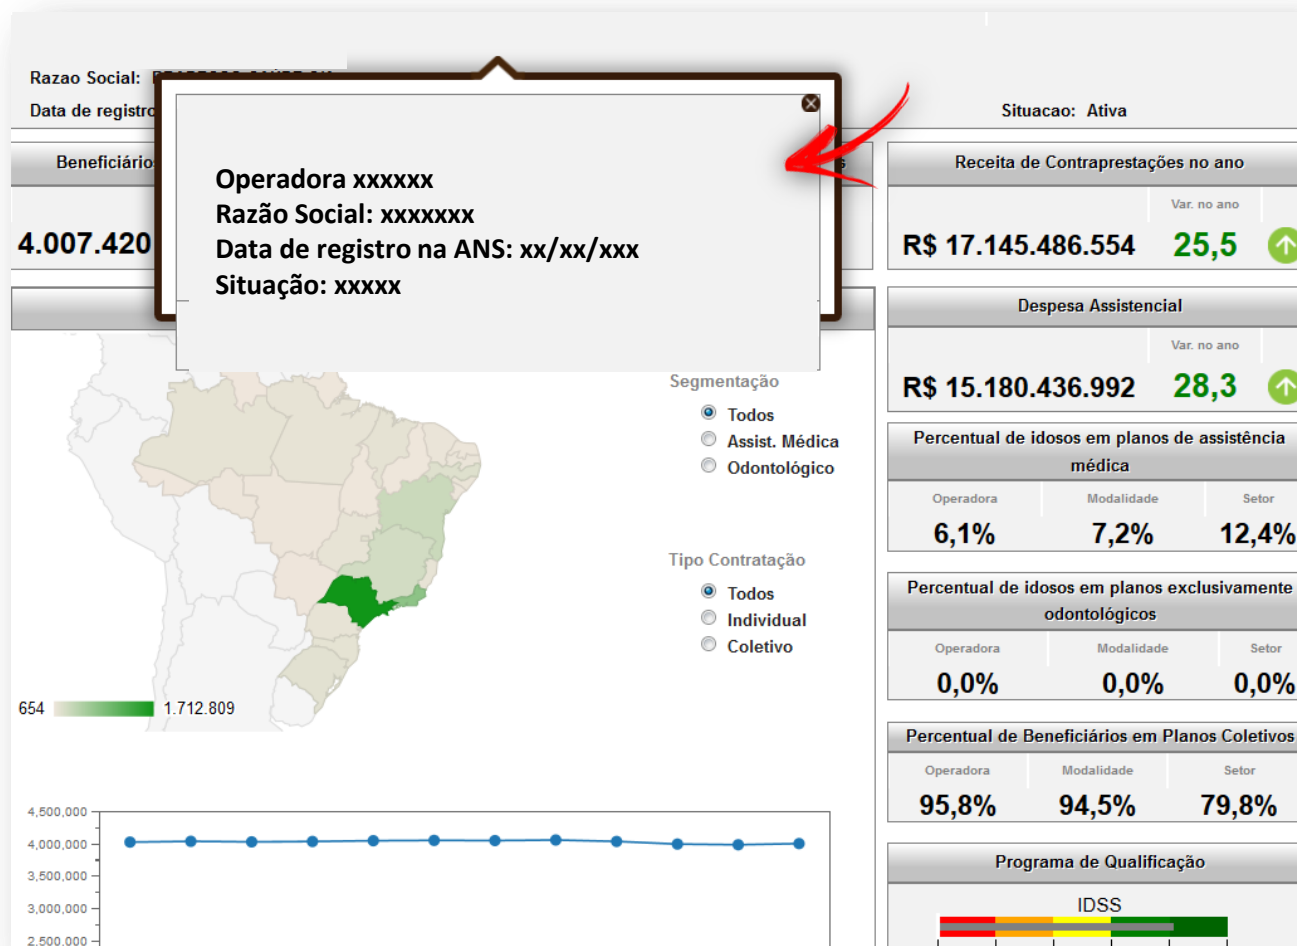 Razao Social:
Data de registro
Situacao: Ativa
Operadora xxxxxx
Razão Social: xxxxxxx
Data de registro na ANS: xx/xx/xxx
Situação: xxxxx
4.007.420
Receita de Contraprestações no ano
Var. no ano
R$ 17.145.486.554 25,5
Despesa Assistencial
Var. no ano
R$ 15.180.436.992 28,3
Segmentação
Todos
Assist. Médica
Odontológico
Tipo Contratação
Todos
Individual
Coletivo
654 1.712.809
Percentual de idosos em planos de assistência
médica
Operadora Modalidade Setor
6,1% 7,2% 12,4%
Percentual de idosos em planos exclusivamente
odontológicos
Operadora Modalidade Setor
0,0% 0,0% 0,0%
Percentual de Beneficiários em Planos Coletivos
Operadora Modalidade Setor
95,8% 94,5% 79,8%
Programa de Qualificação
IDSS
4,500,000
4,000,000
3,500,000
3,000,000
2,500,000